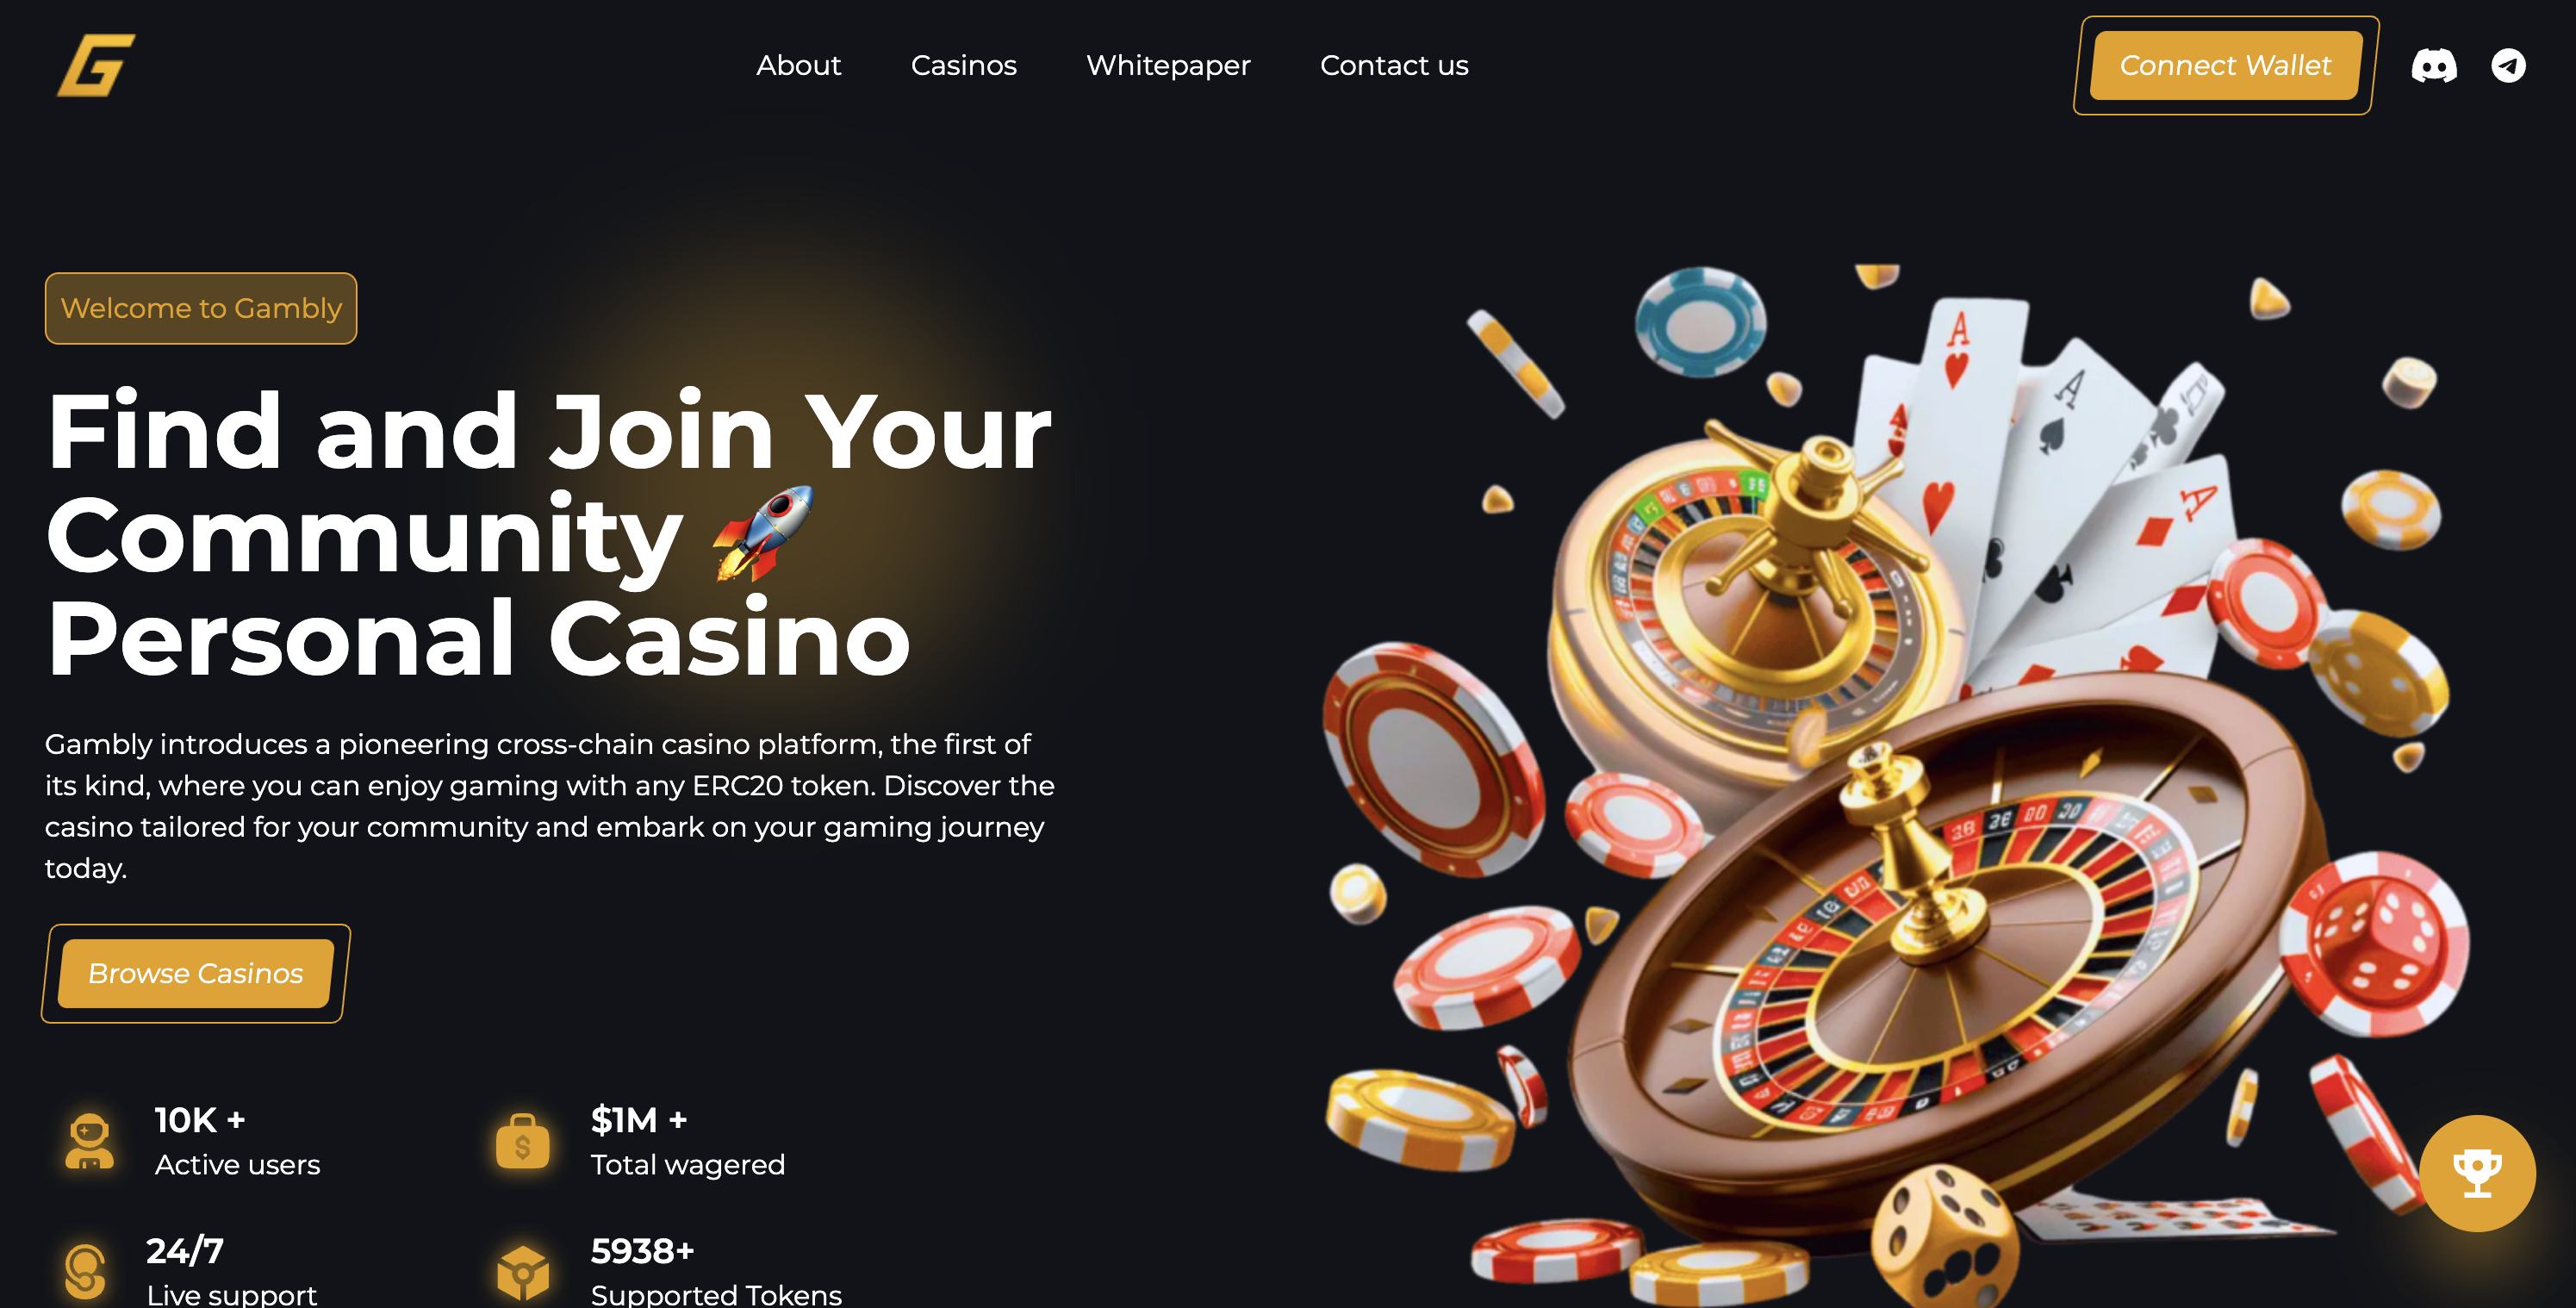 About
Casinos
Whitepaper
Contact us
Connect Wallet
Welcome to Gambly
Find and Join Your
Community 🚀
Personal Casino
Gambly introduces a pioneering cross-chain casino platform, the first of
its kind, where you can enjoy gaming with any ERC20 token. Discover the
casino tailored for your community and embark on your gaming journey
today.
Browse Casinos
10K +
Active users
$1M +
Total wagered
24/7
Live support
5938+
Supported Tokens
A
A
A
A